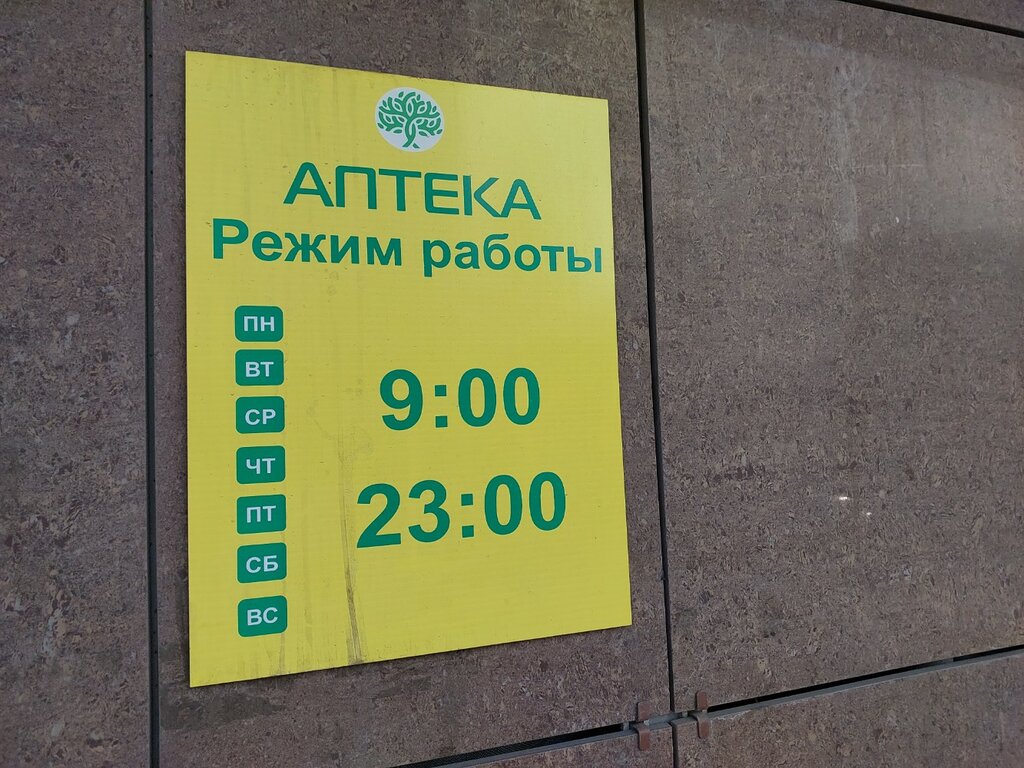 АПТЕКА
Режим работы
ПН
ВТ
СР
ЧТ
ПТ
СБ
ВС
9:00
23:00